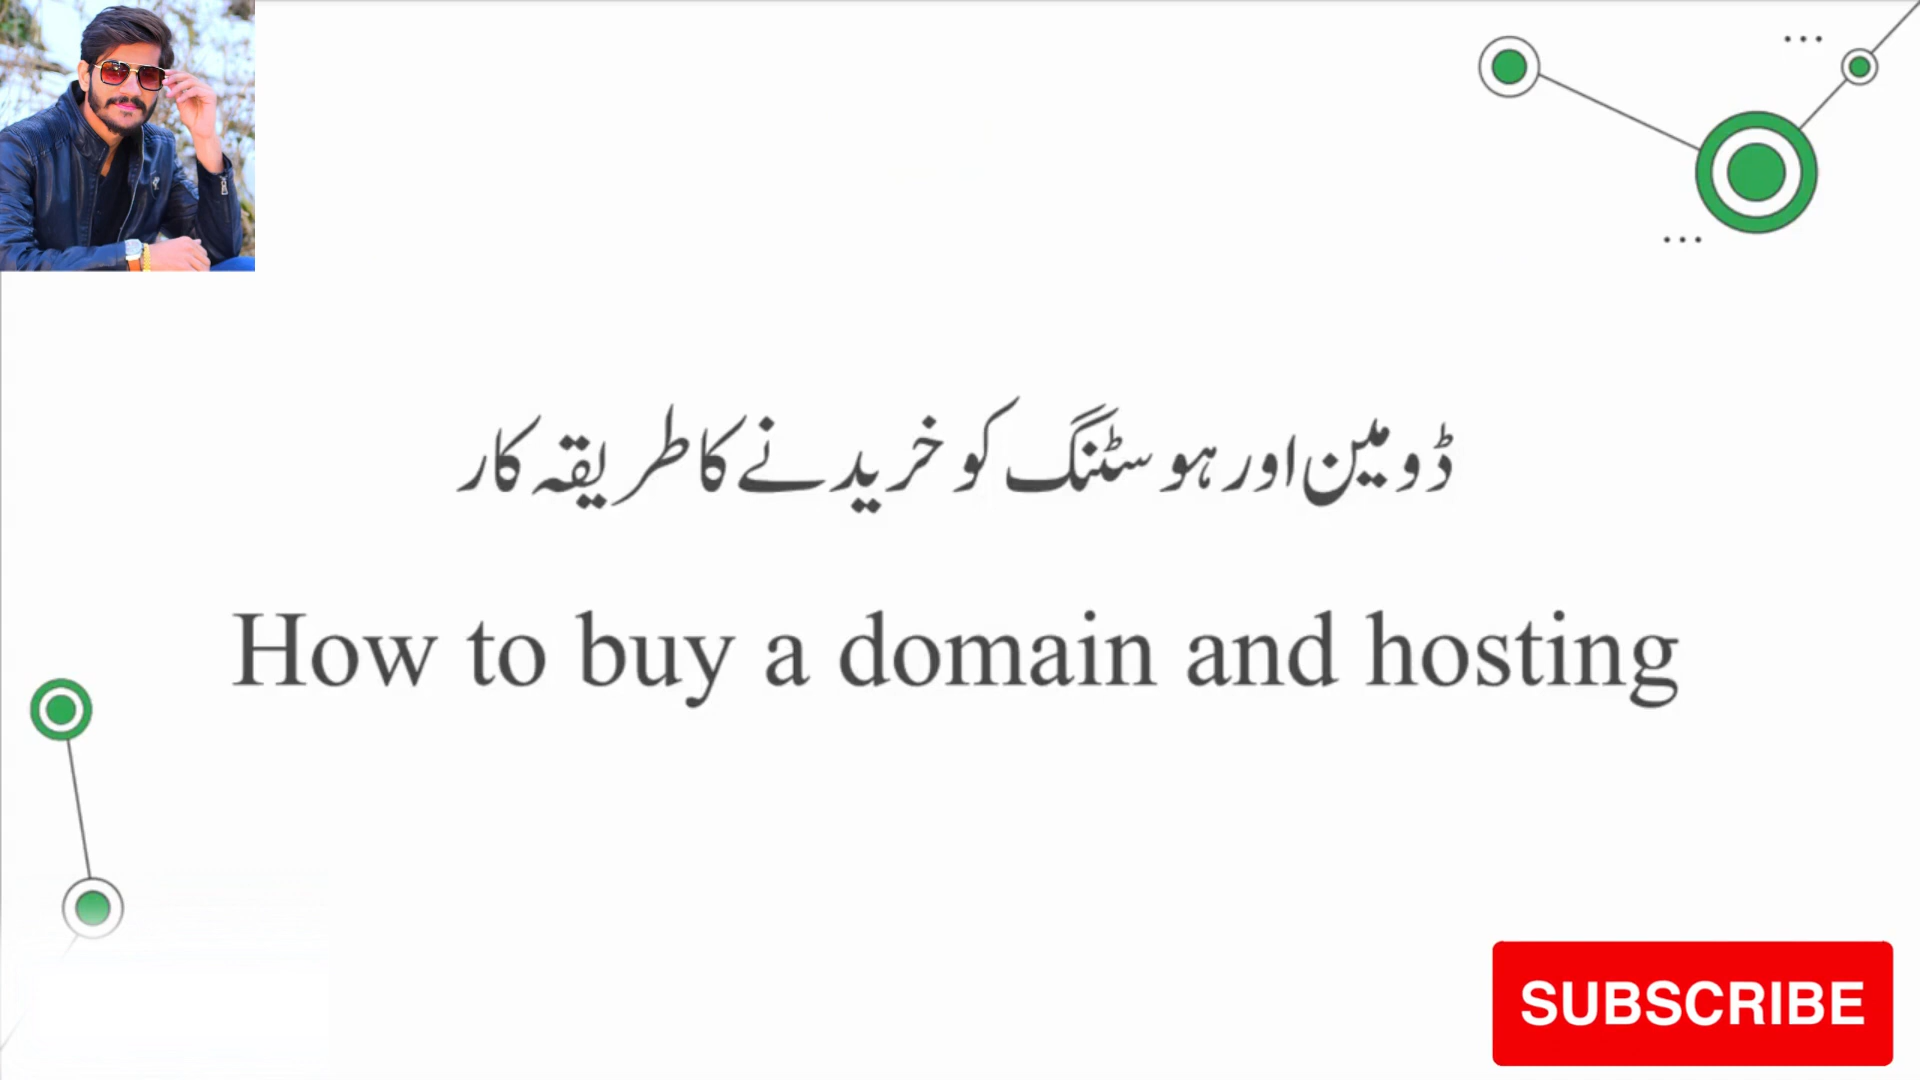 ڈومین اور ہوسٹنگ کو خریدنے کا طریقہ کار
How to buy a domain and hosting
SUBSCRIBE